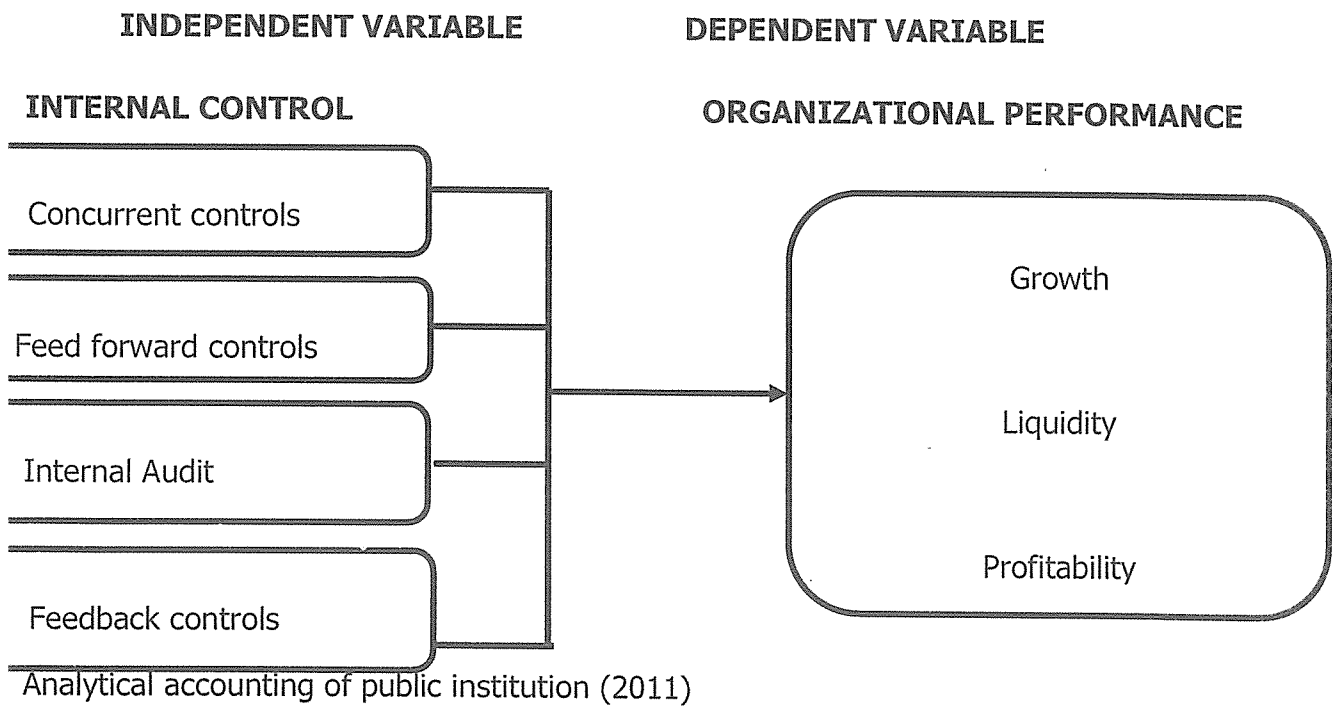 INDEPENDENT VARIABLE
DEPENDENT VARIABLE
INTERNAL CONTROL
ORGANIZATIONAL PERFORMANCE
Concurrent controls
Feed forward controls
Internal Audit
Feedback controls
Growth
Liquidity
Profitability
Analytical accounting of public institution (2011)